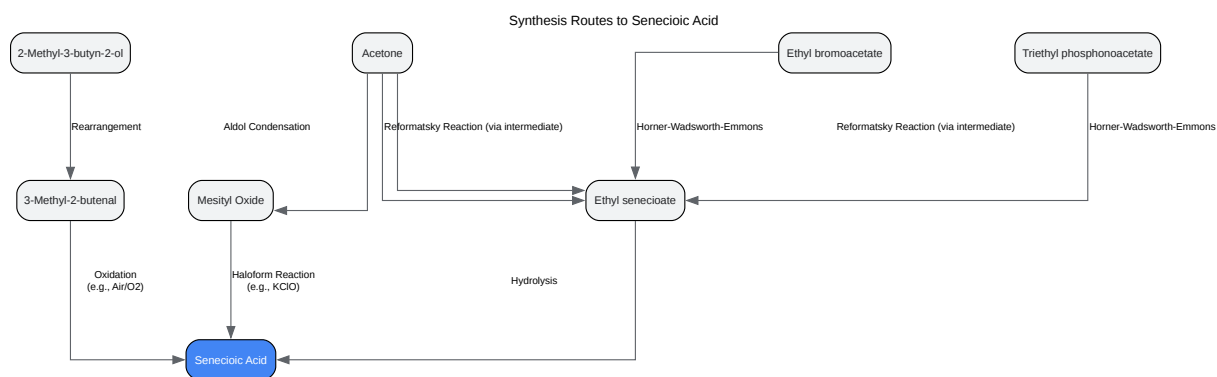 Synthesis Routes to Senecioic Acid
2-Methyl-3-butyn-2-ol
Acetone
Ethyl bromoacetate
Triethyl phosphonoacetate
Rearrangement
Aldol Condensation
Reformatsky Reaction (via intermediate)
Horner-Wadsworth-Emmons
Reformatsky Reaction (via intermediate)
Horner-Wadsworth-Emmons
3-Methyl-2-butenal
Mesityl Oxide
Ethyl senecioate
Oxidation
(e.g., Air/O2)
Haloform Reaction
(e.g., KClO)
Hydrolysis
Senecioic Acid